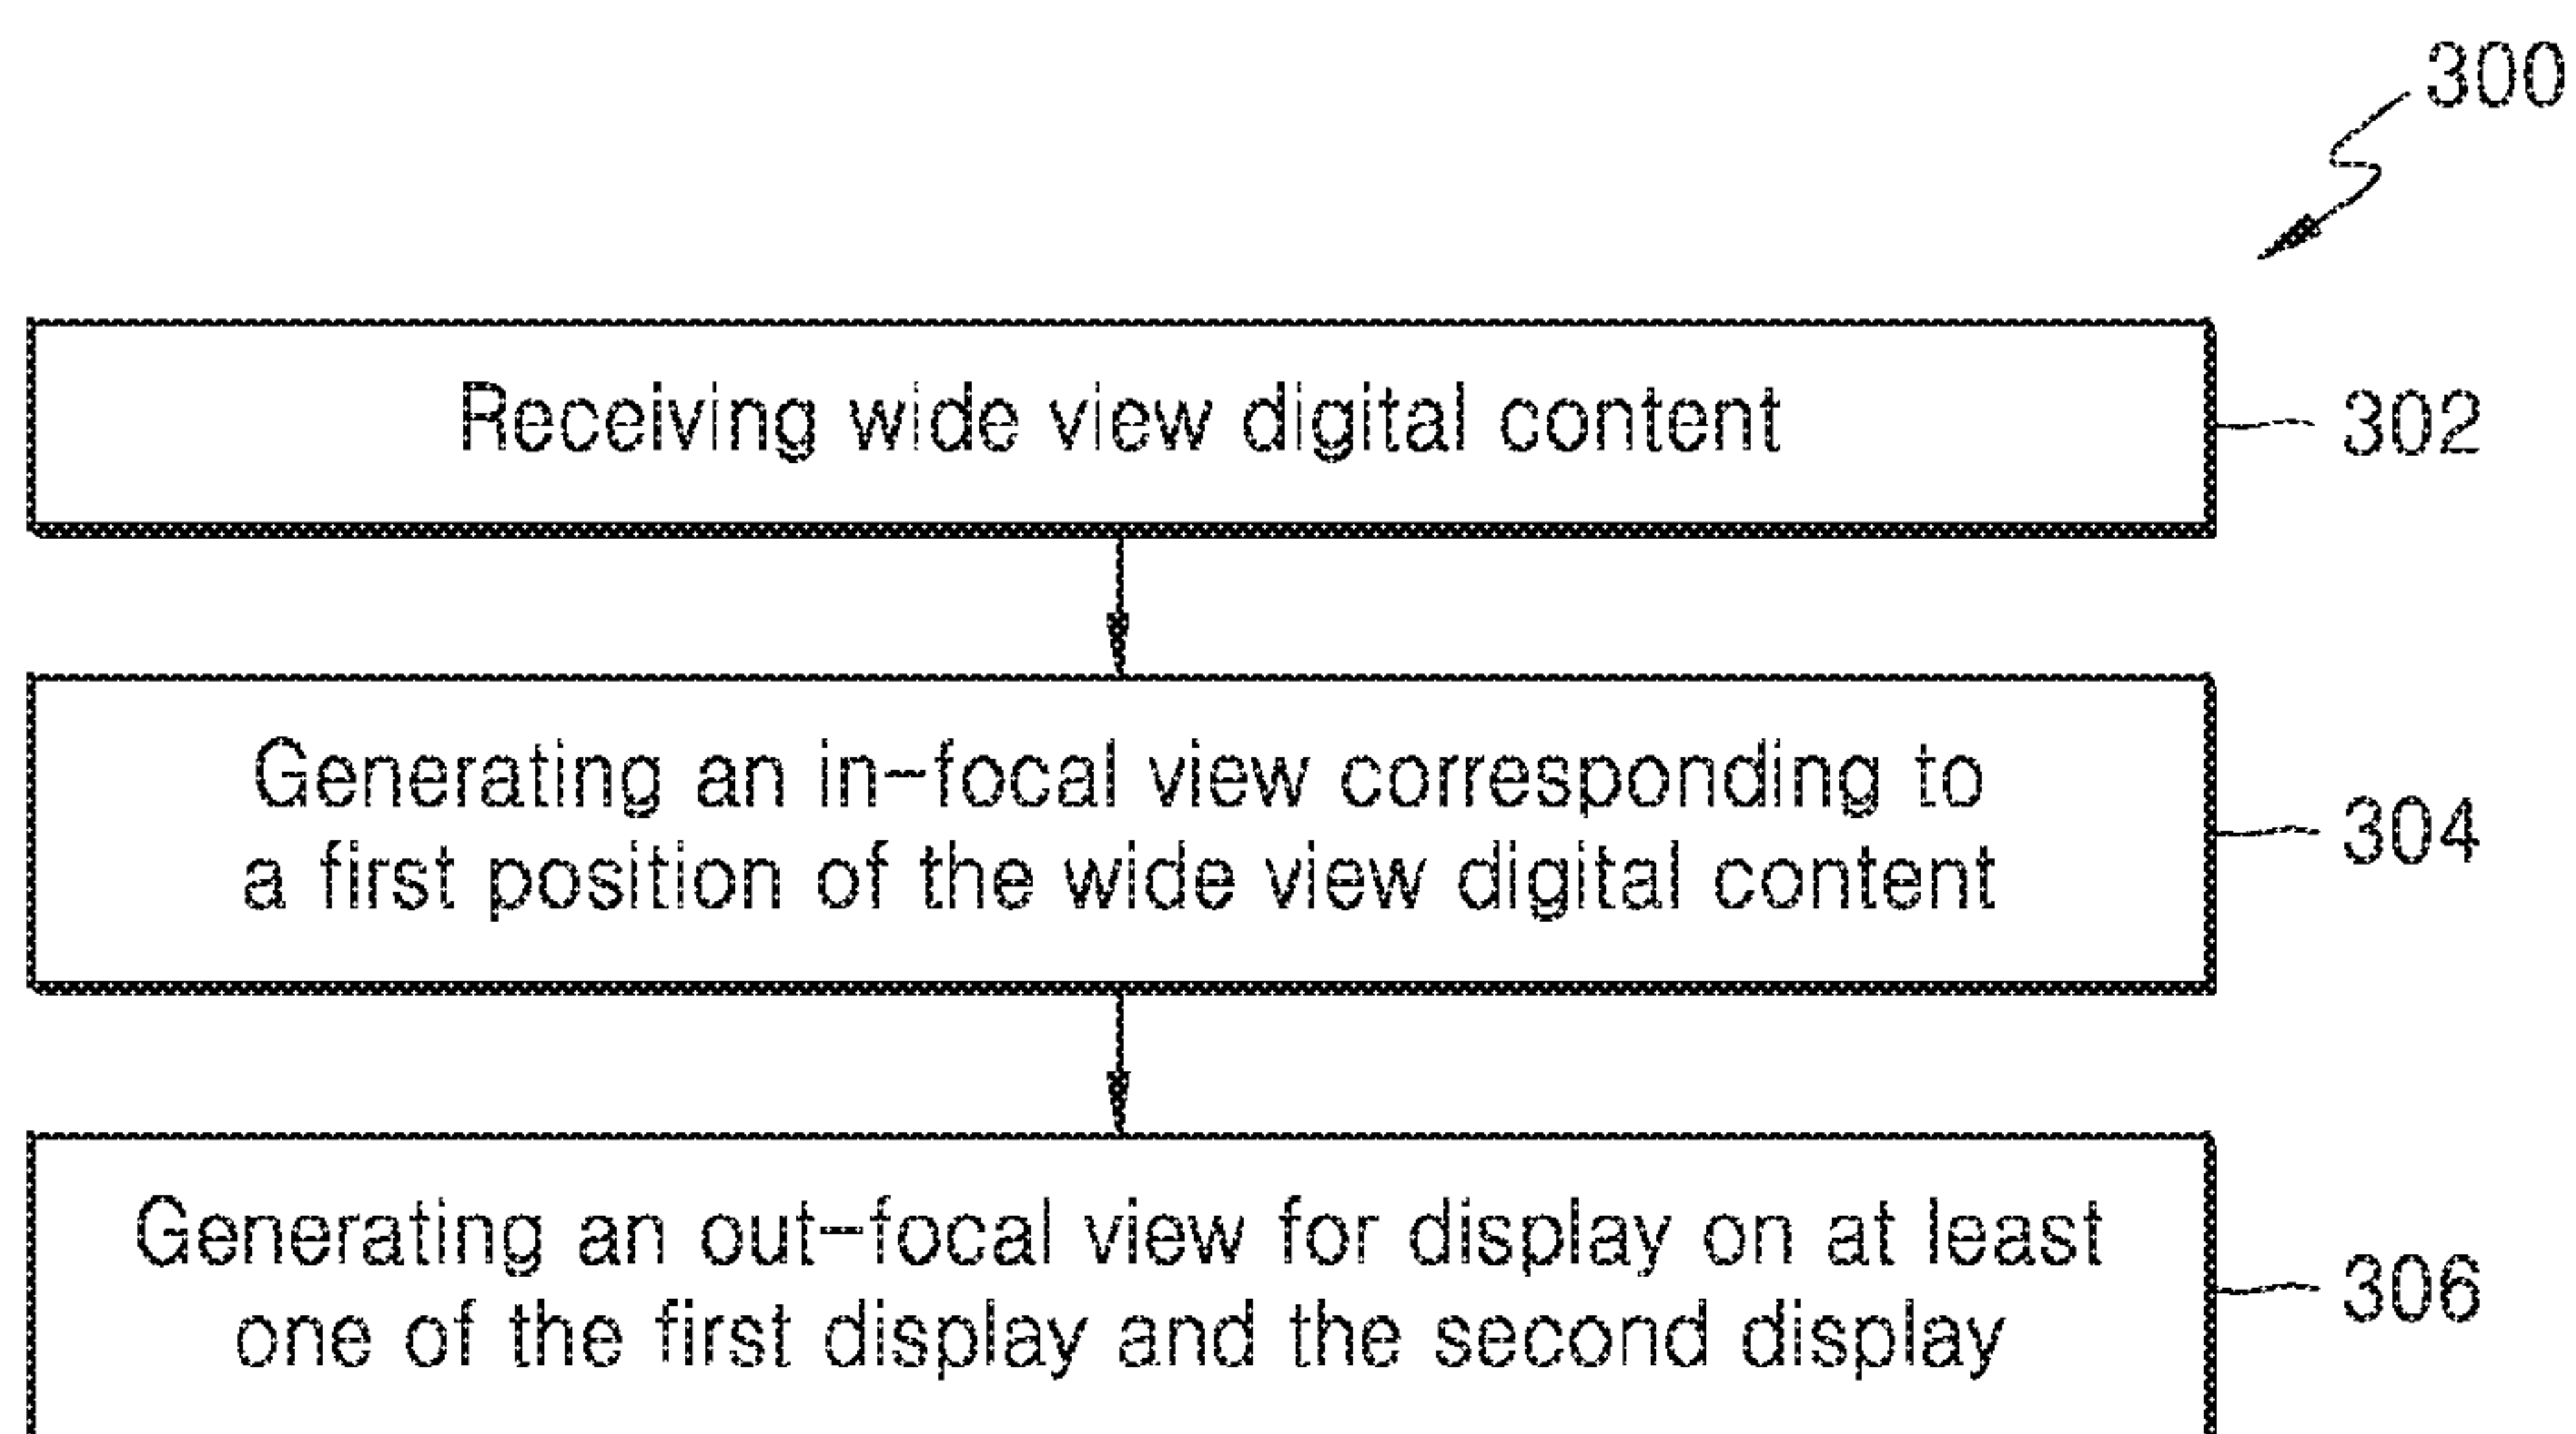 300
Receiving wide view digital content
302
Generating an in-focal view corresponding to
a first position of the wide view digital content
304
Generating an out-focal view for display on at least
one of the first display and the second display
306